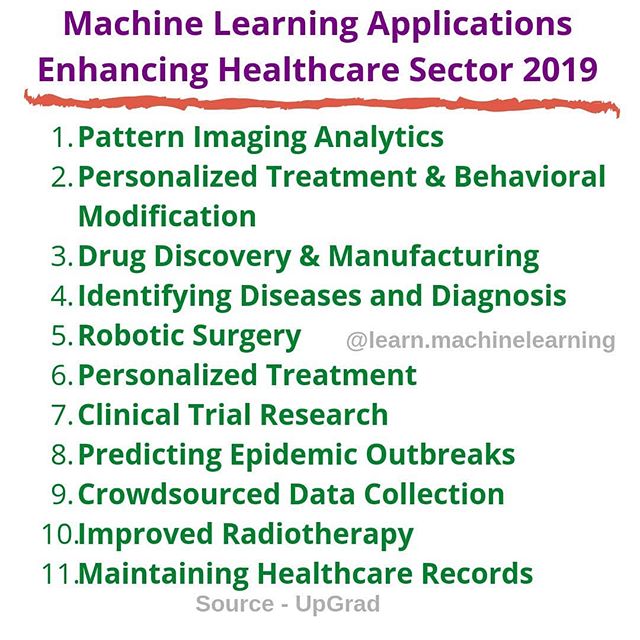 Machine Learning Applications
Enhancing Healthcare Sector 2019
1. Pattern Imaging Analytics
2. Personalized Treatment & Behavioral
Modification
3. Drug Discovery & Manufacturing
4. Identifying Diseases and Diagnosis
5. Robotic Surgery
@learn.machinelearning
6. Personalized Treatment
7. Clinical Trial Research
8. Predicting Epidemic Outbreaks
9. Crowdsourced Data Collection
10. Improved Radiotherapy
11. Maintaining Healthcare Records
Source - UpGrad